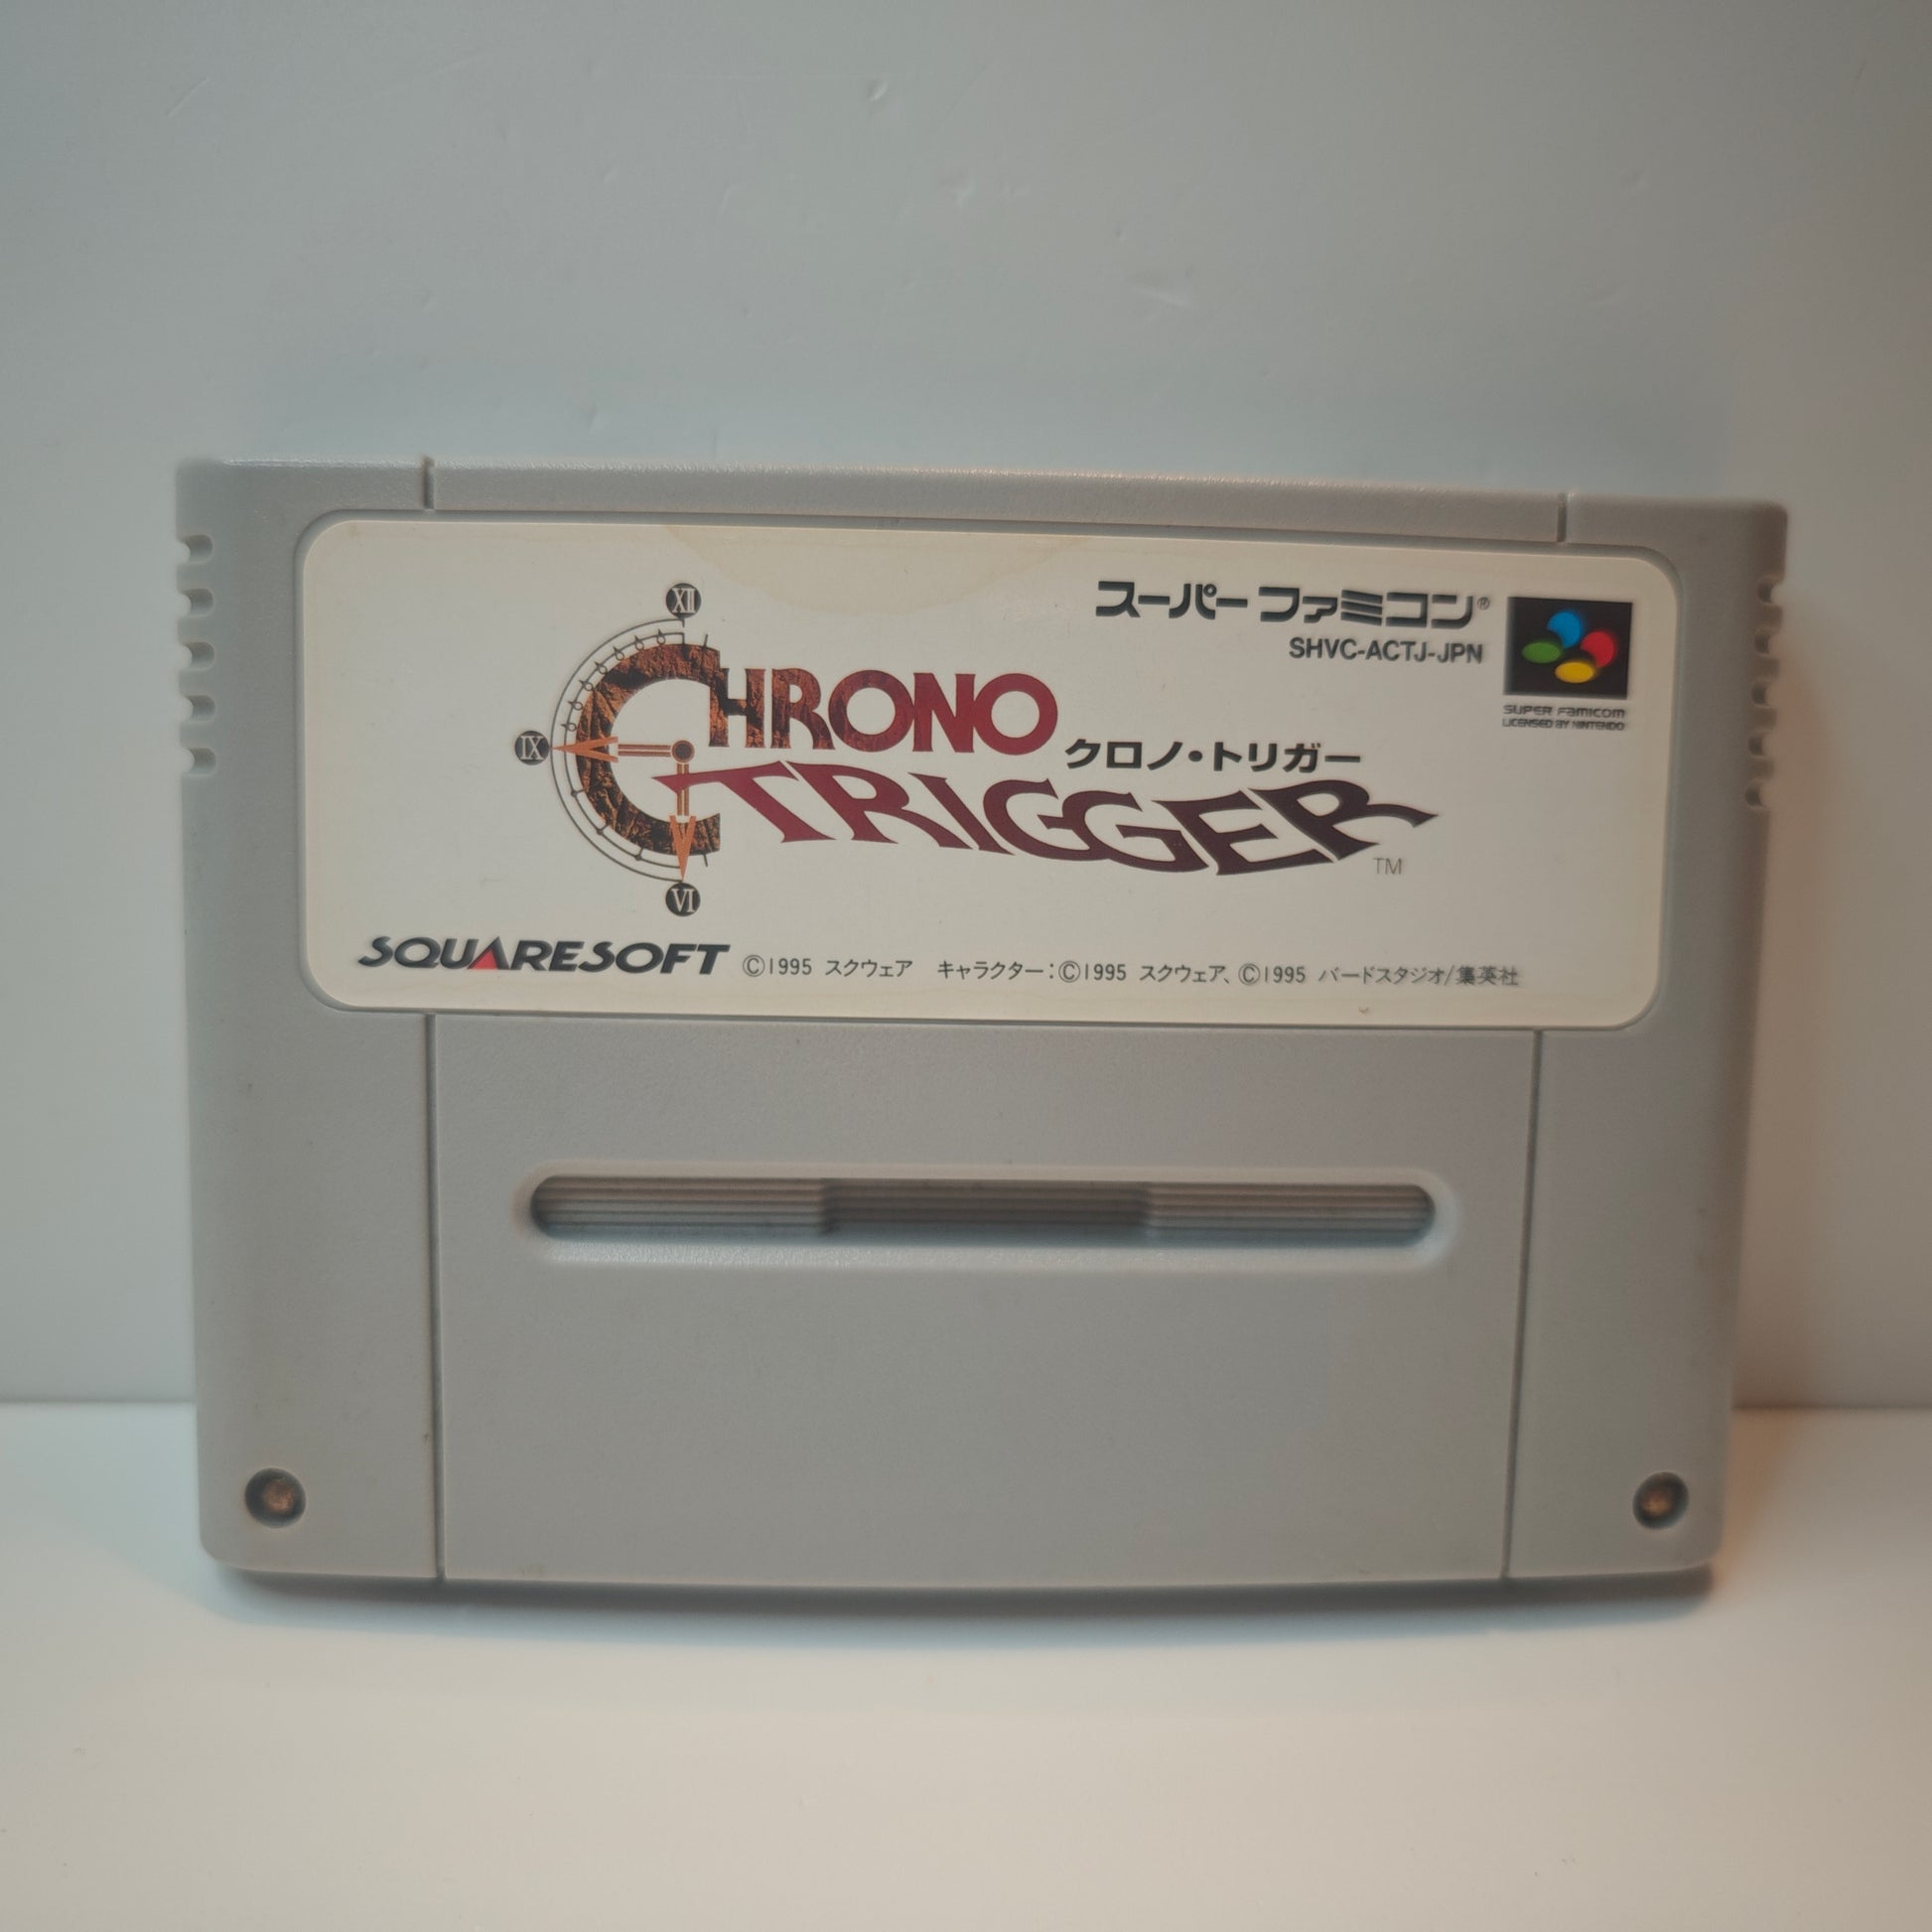 スーパーファミコン®
SHVC-ACTJ-JPN
SUPER FAMICOM
LICENSED BY NINTENDO
XII
IX
VI
CHRONO
クロノ・トリガー
TRIGGER
TM
SQUARESOFT ©1995 スクウェア キャラクター:©1995 スクウェア、©1995 バードスタジオ/集英社